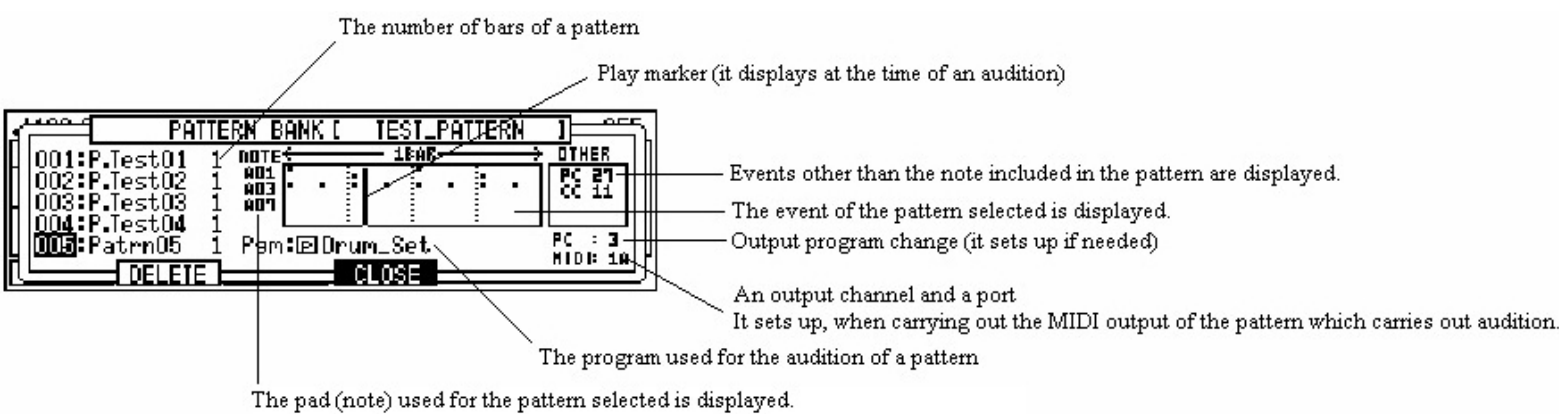 The number of bars of a pattern
Play marker (it displays at the time of an audition)
PATTERN BANK [ TEST_PATTERN ]
001:P.Test01 1
002:P.Test02 1
003:P.Test03 1
004:P.Test04 1
005:Patrn05 1
NOTE
A01
A03
A07
1BAR
OTHER
PC 27
CC 11
Pgm:P Drum_Set
PC : 3
MIDI: 1A
DELETE
CLOSE
Events other than the note included in the pattern are displayed.
The event of the pattern selected is displayed.
Output program change (it sets up if needed)
An output channel and a port
It sets up, when carrying out the MIDI output of the pattern which carries out audition.
The program used for the audition of a pattern
The pad (note) used for the pattern selected is displayed.